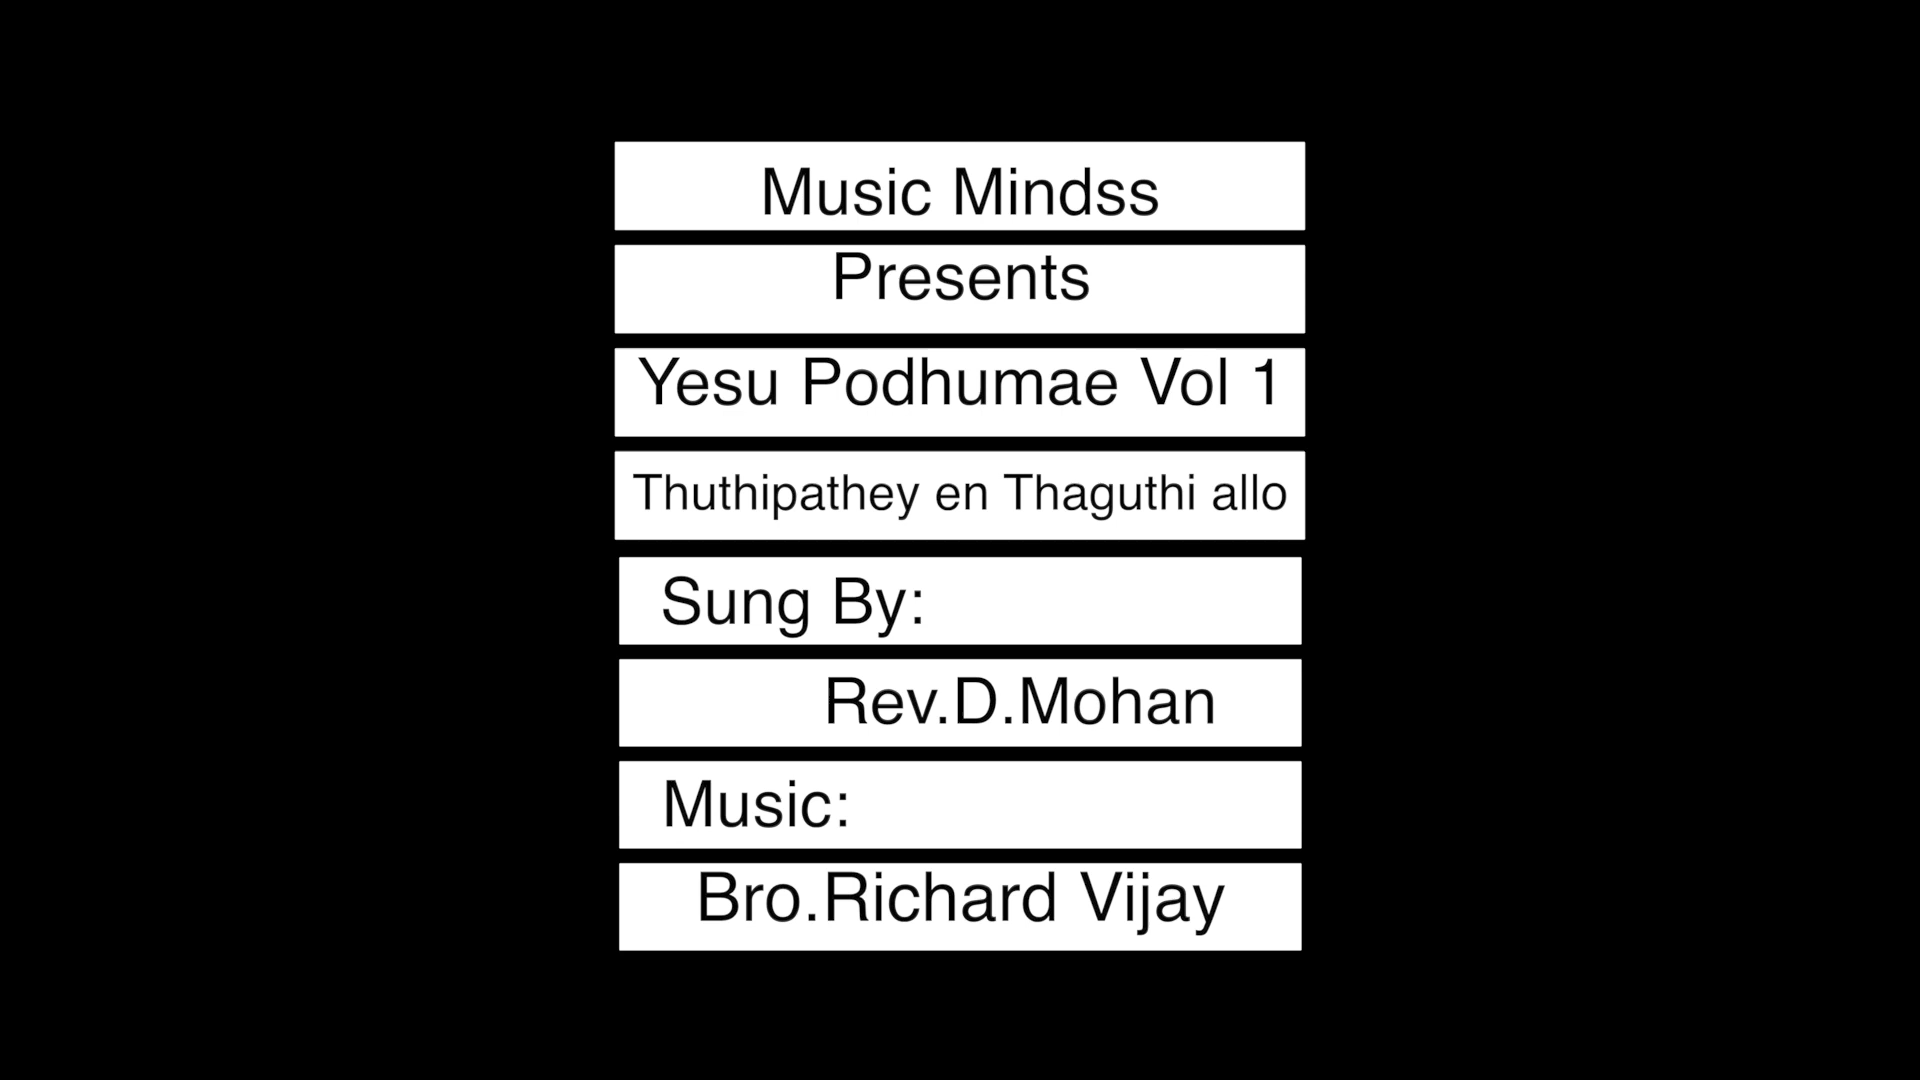 Music Mindss
Presents
Yesu Podhumae Vol 1
Thuthipathey en Thaguthi allo
Sung By:
Rev.D.Mohan
Music:
Bro.Richard Vijay